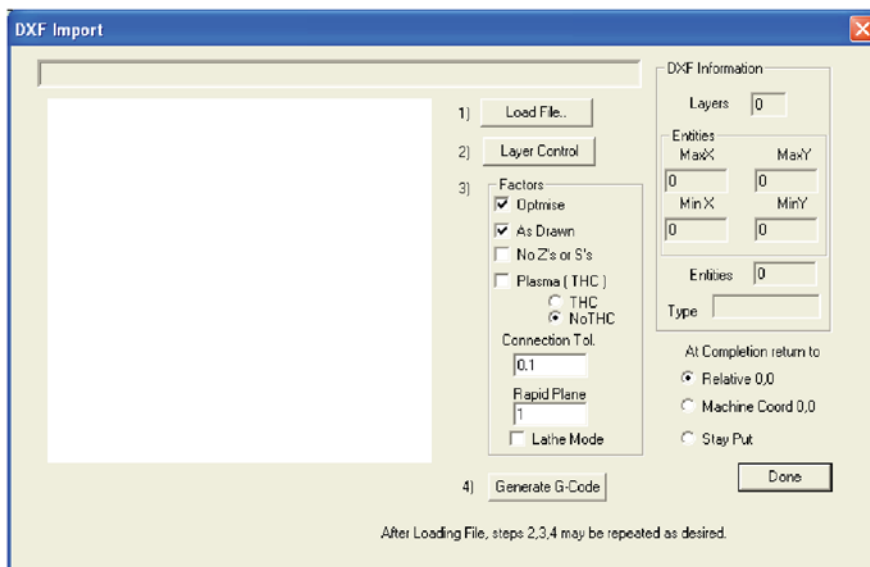 DXF Import
1) Load File..
2) Layer Control
3) Factors
Optmise
As Drawn
No Z's or S's
Plasma ( THC )
THC
NoTHC
Connection Tol.
0.1
Rapid Plane
1
Lathe Mode
4) Generate G-Code
DXF Information
Layers 0
Entities
MaxX MaxY
0 0
Min X MinY
0 0
Entities 0
Type
At Completion return to
Relative 0,0
Machine Coord 0,0
Stay Put
Done
After Loading File, steps 2,3,4 may be repeated as desired.